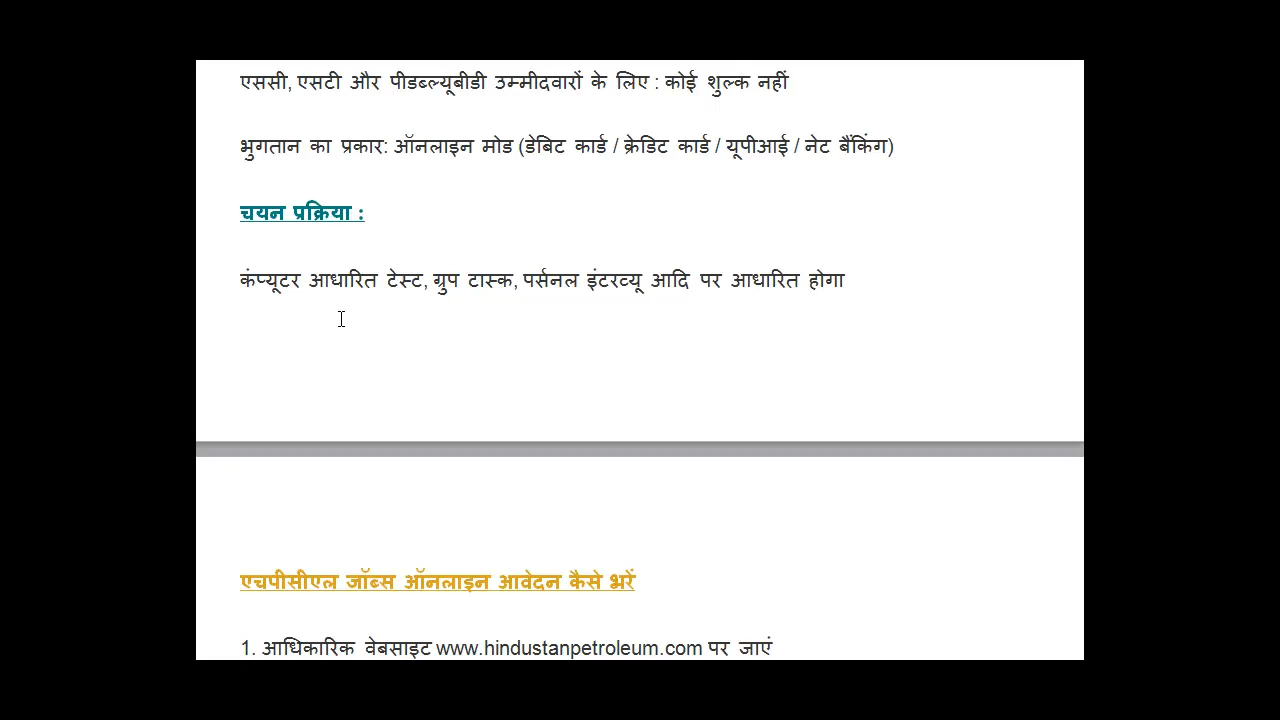 एससी, एसटी और पीडब्ल्यूबीडी उम्मीदवारों के लिए : कोई शुल्क नहीं
भुगतान का प्रकार: ऑनलाइन मोड (डेबिट कार्ड / क्रेडिट कार्ड / यूपीआई / नेट बैंकिंग)
चयन प्रक्रिया :
कंप्यूटर आधारित टेस्ट, ग्रुप टास्क, पर्सनल इंटरव्यू आदि पर आधारित होगा
एचपीसीएल जॉब्स ऑनलाइन आवेदन कैसे भरें
1. आधिकारिक वेबसाइट www.hindustanpetroleum.com पर जाएं